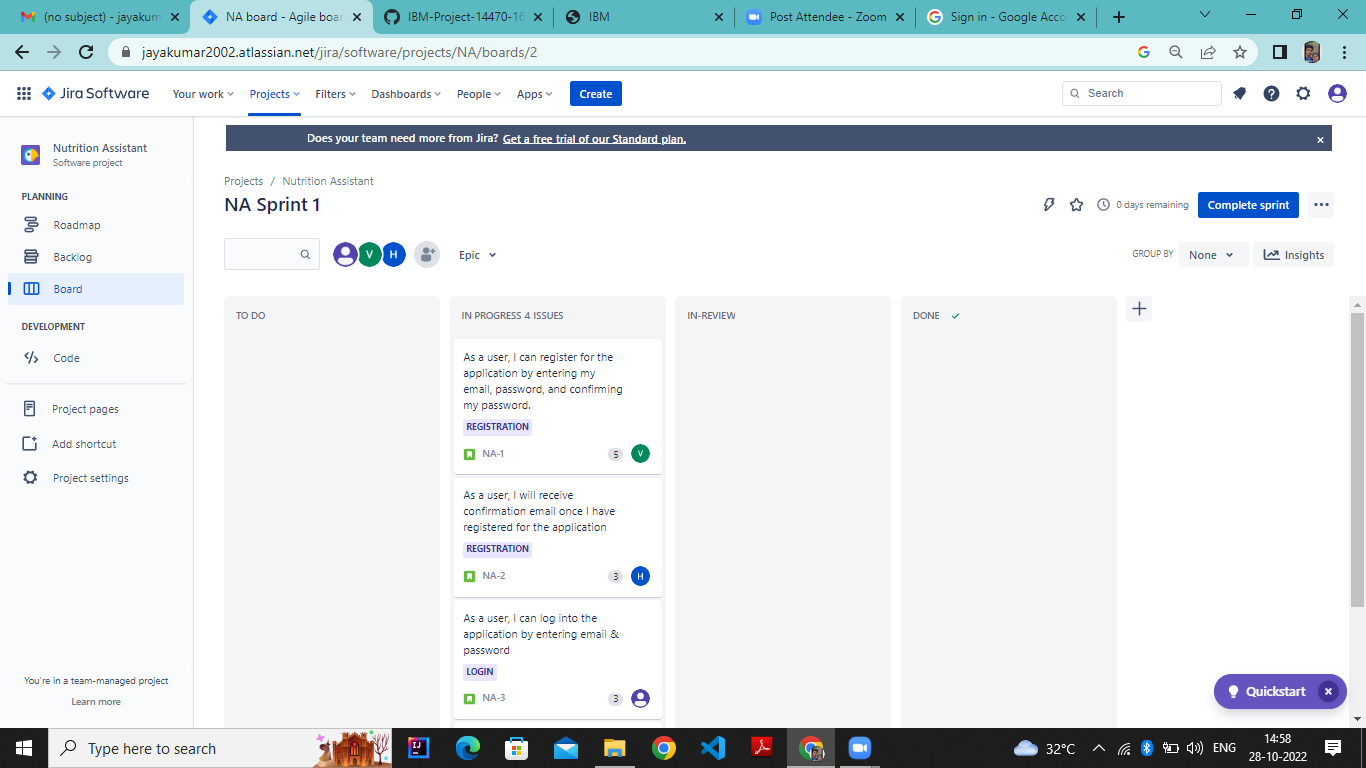 (no subject) - jayakum
NA board - Agile boar
IBM-Project-14470-16
IBM
Post Attendee - Zoom
Sign in - Google Acco
jayakumar2002.atlassian.net/jira/software/projects/NA/boards/2
Jira Software
Your work
Projects
Filters
Dashboards
People
Apps
Create
Search
Nutrition Assistant
Software project
PLANNING
Roadmap
Backlog
Board
DEVELOPMENT
Code
Project pages
Add shortcut
Project settings
You're in a team-managed project
Learn more
Does your team need more from Jira? Get a free trial of our Standard plan.
Projects / Nutrition Assistant
NA Sprint 1
0 days remaining
Complete sprint
V
H
Epic
GROUP BY
None
Insights
TO DO
IN PROGRESS 4 ISSUES
IN-REVIEW
DONE
As a user, I can register for the
application by entering my
email, password, and confirming
my password.
REGISTRATION
NA-1
5
V
As a user, I will receive
confirmation email once I have
registered for the application
REGISTRATION
NA-2
3
H
As a user, I can log into the
application by entering email &
password
LOGIN
NA-3
3
Quickstart
Type here to search
32°C
ENG
14:58
28-10-2022